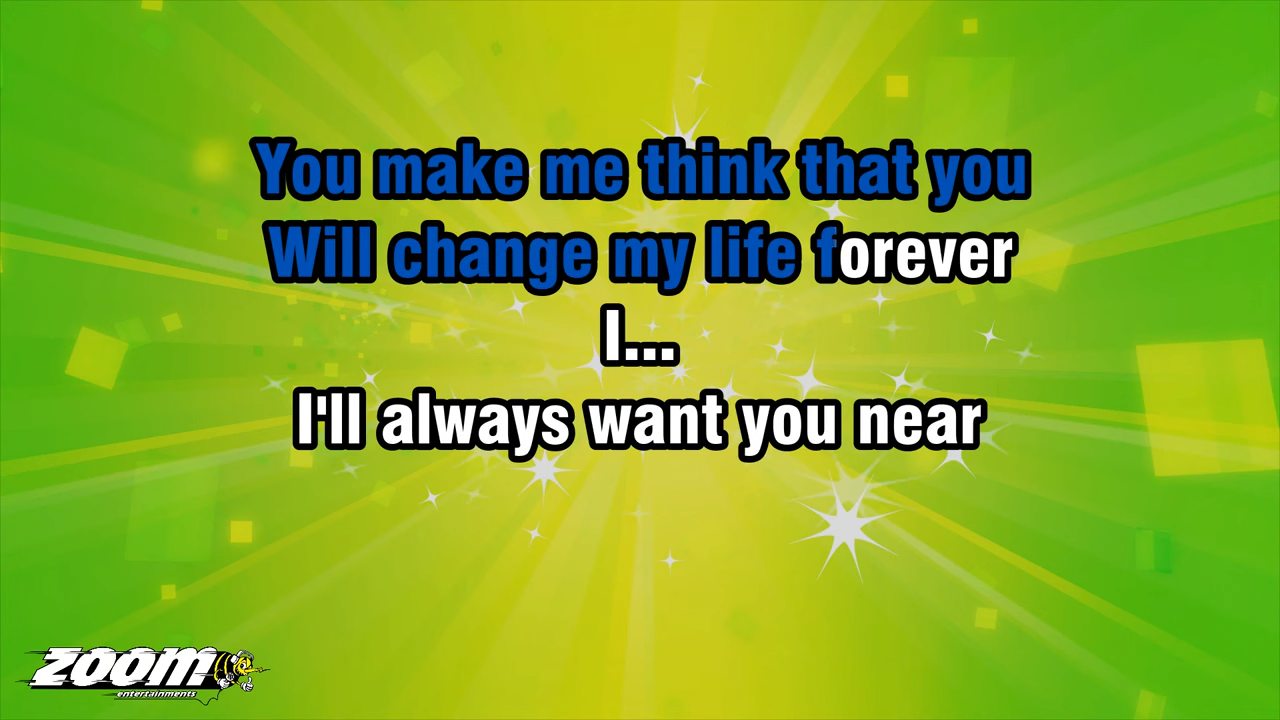 You make me think that you
Will change my life forever
I...
I'll always want you near
ZOOM
entertainments